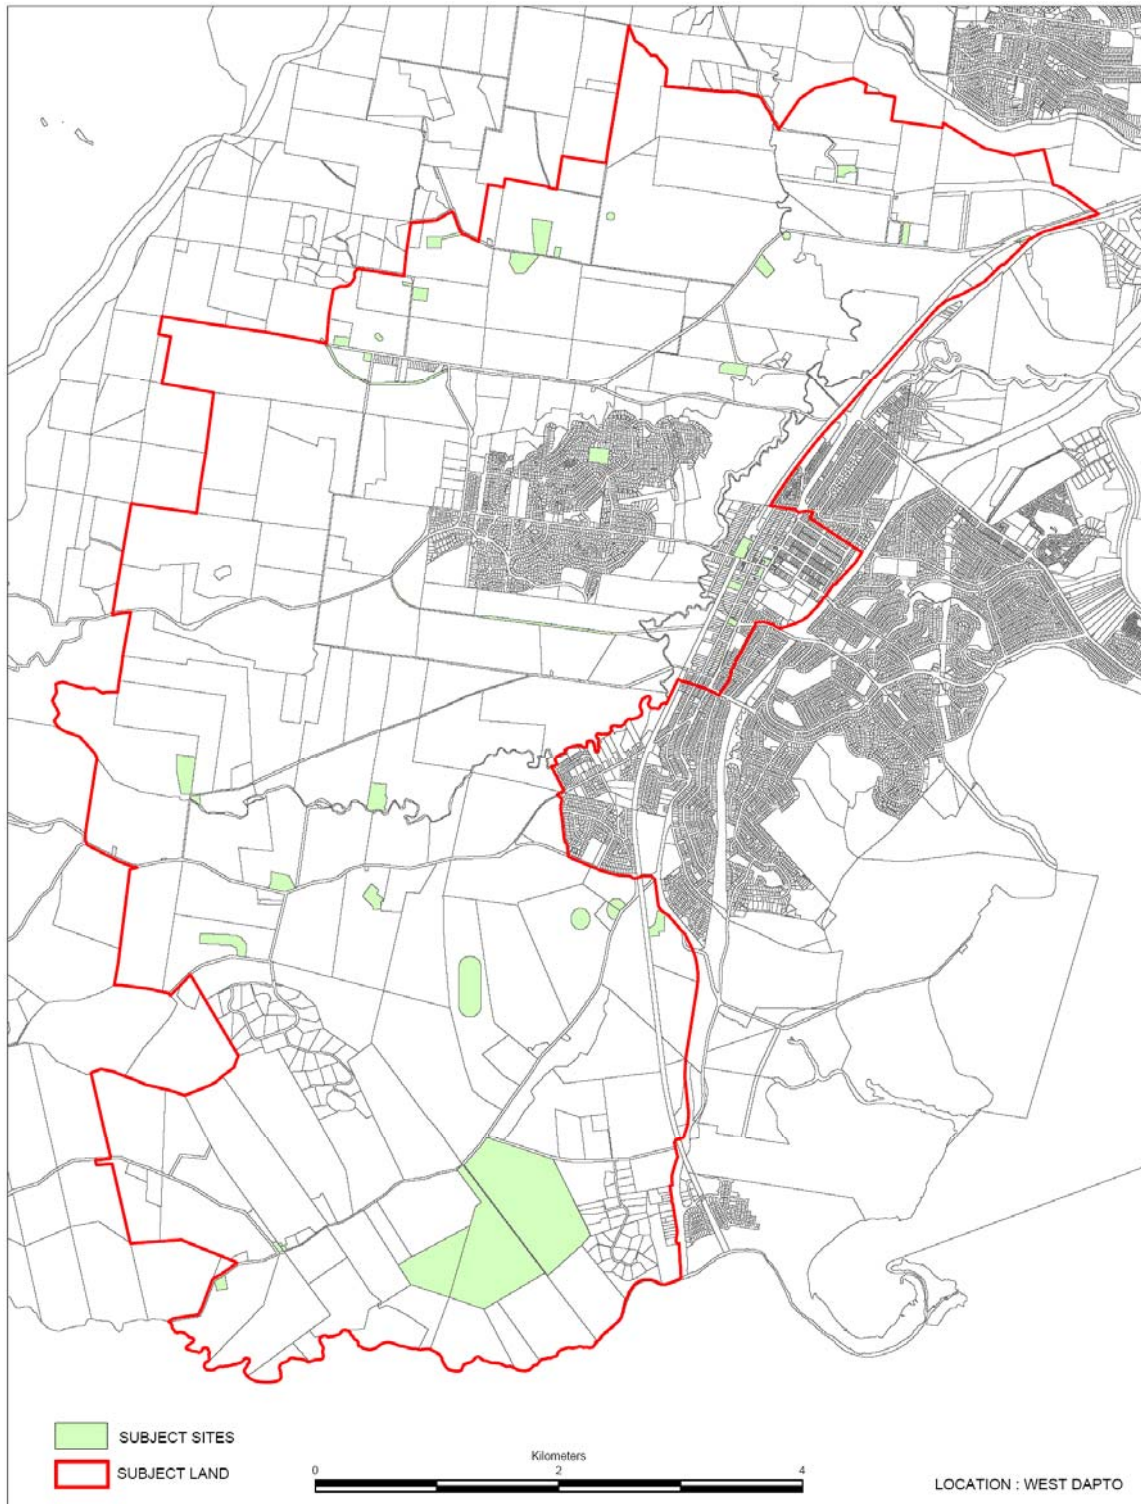 SUBJECT SITES
SUBJECT LAND
Kilometers
0 2 4
LOCATION : WEST DAPTO